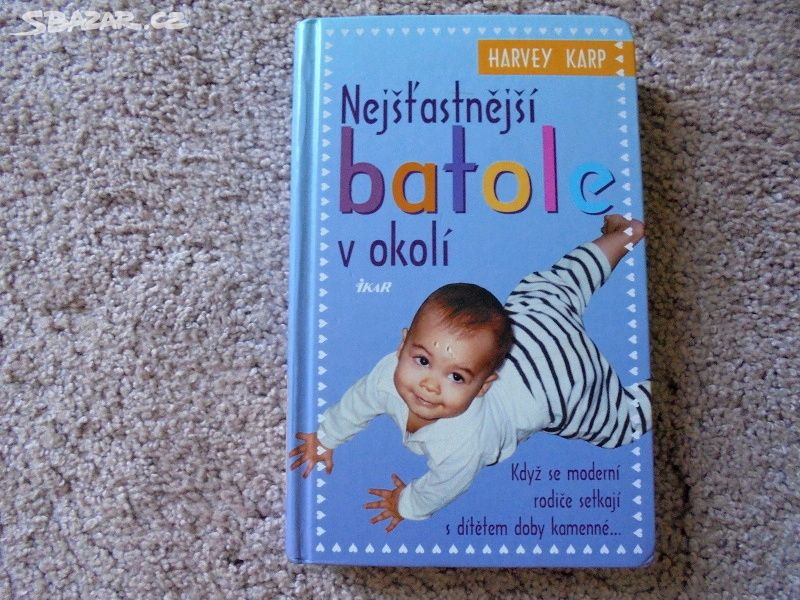 SBAZAR.CZ
HARVEY KARP
Nejšťastnější
batole
v okolí
IKAR
Když se moderní
rodiče setkají
s dítětem doby kamenné...